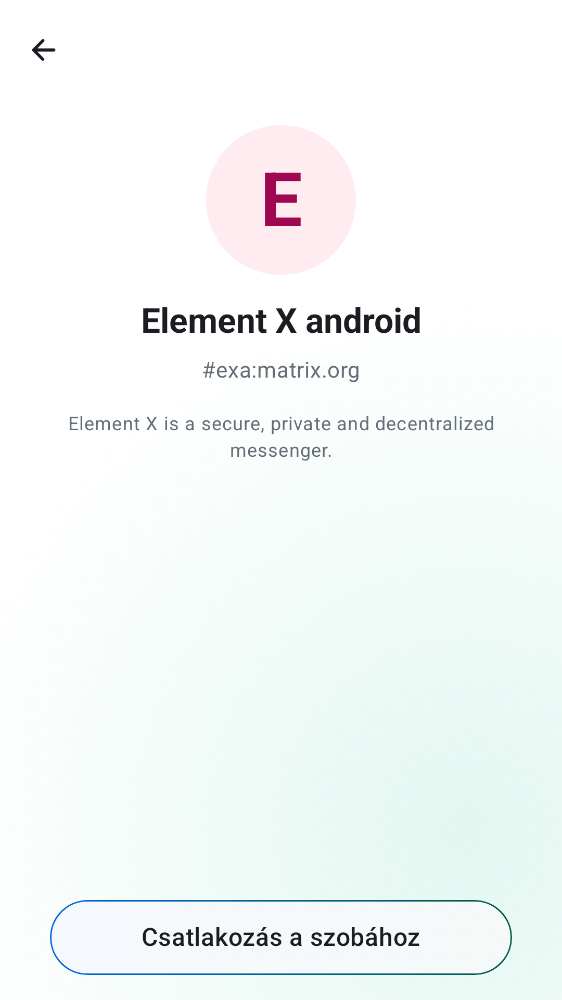 E
Element X android
#exa:matrix.org
Element X is a secure, private and decentralized
messenger.
Csatlakozás a szobához